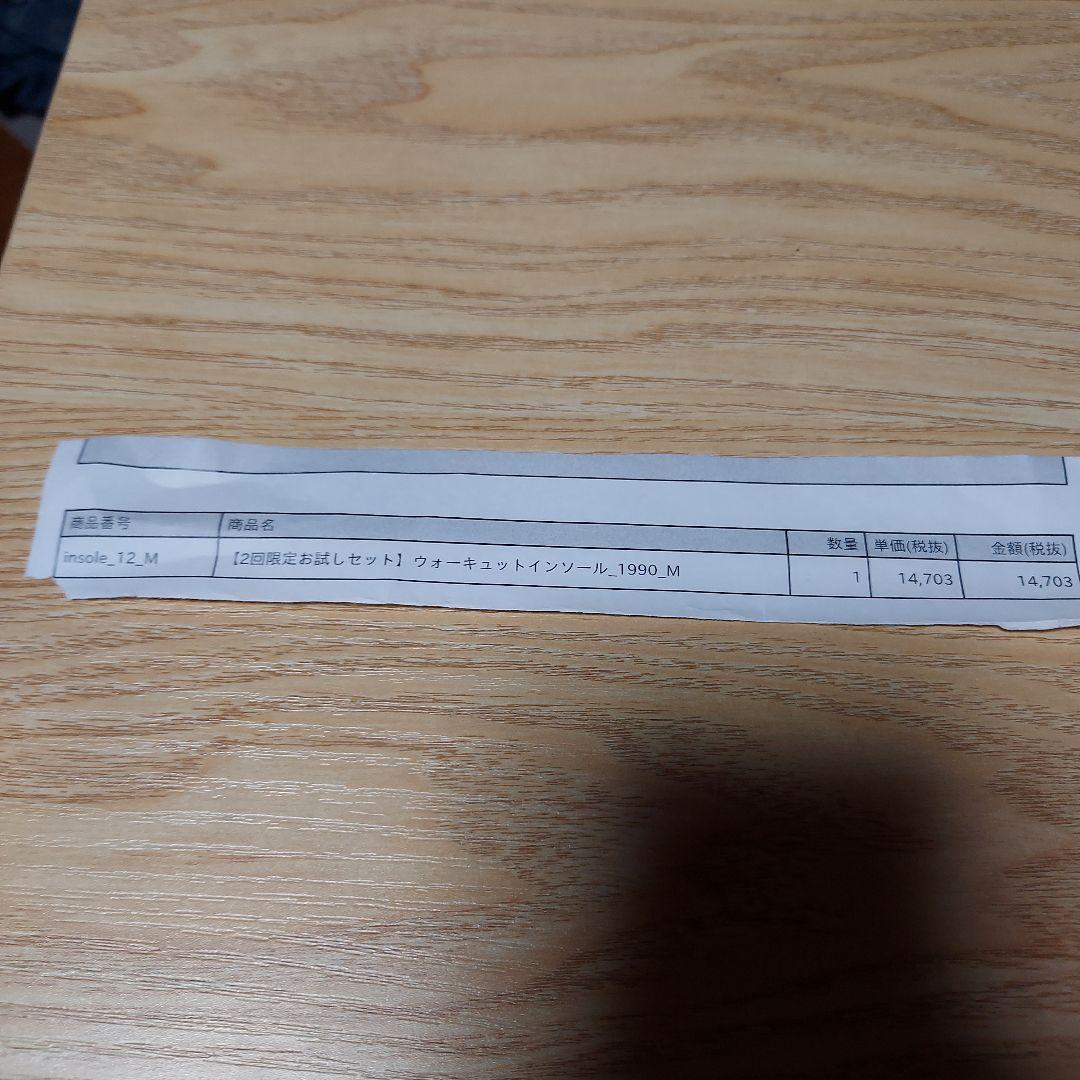 商品番号 商品名 数量 単価(税抜) 金額(税抜)
insole_12_M 【2回限定お試しセット】ウォーキュットインソール_1990_M 1 14,703 14,703